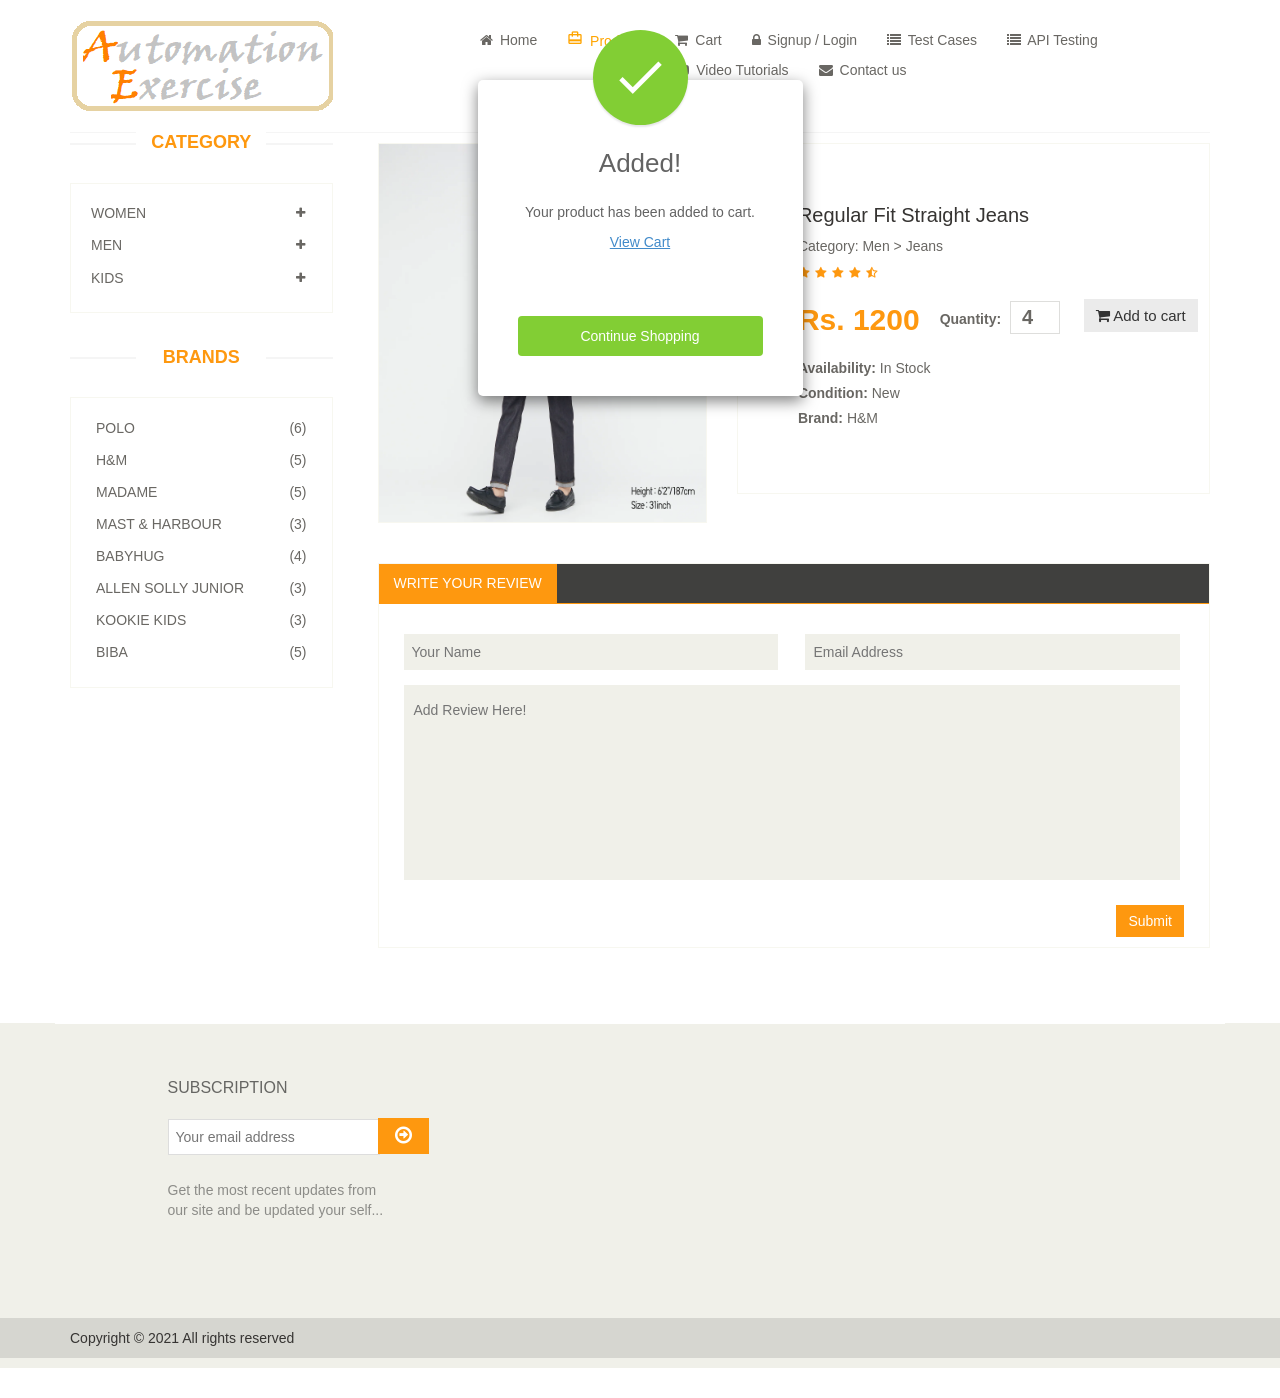 Automation
Exercise
Home
Cart
Signup / Login
Test Cases
API Testing
Video Tutorials
Contact us
Added!
Your product has been added to cart.
View Cart
Continue Shopping
CATEGORY
WOMEN
MEN
KIDS
BRANDS
POLO (6)
H&M (5)
MADAME (5)
MAST & HARBOUR (3)
BABYHUG (4)
ALLEN SOLLY JUNIOR (3)
KOOKIE KIDS (3)
BIBA (5)
Height : 6'2"/187cm
Size : 31inch
Regular Fit Straight Jeans
Category: Men > Jeans
Rs. 1200 Quantity: 4 Add to cart
Availability: In Stock
Condition: New
Brand: H&M
WRITE YOUR REVIEW
Your Name
Email Address
Add Review Here!
Submit
SUBSCRIPTION
Your email address
Get the most recent updates from
our site and be updated your self...
Copyright © 2021 All rights reserved